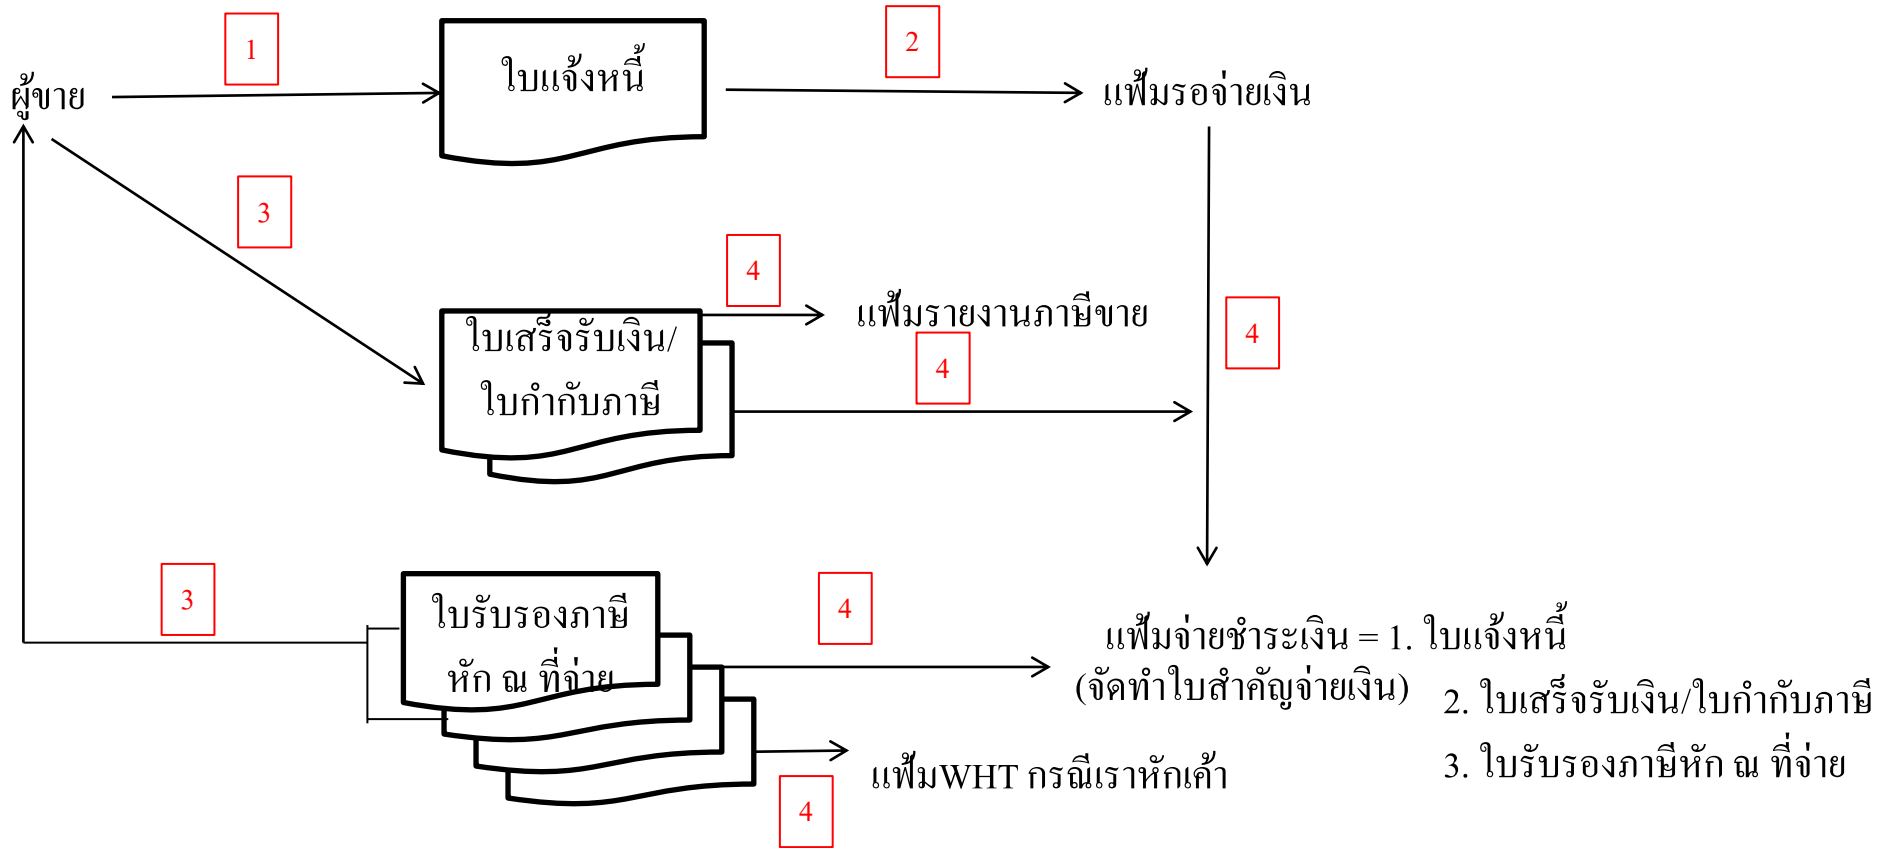 1
2
ใบแจ้งหนี้
ผู้ขาย
แฟ้มรอจ่ายเงิน
3
4
แฟ้มรายงานภาษีขาย
ใบเสร็จรับเงิน/
ใบกำกับภาษี
4
4
3
ใบรับรองภาษี
หัก ณ ที่จ่าย
4
แฟ้มจ่ายชำระเงิน = 1. ใบแจ้งหนี้
(จัดทำใบสำคัญจ่ายเงิน)
2. ใบเสร็จรับเงิน/ใบกำกับภาษี
3. ใบรับรองภาษีหัก ณ ที่จ่าย
แฟ้มWHT กรณีเราหักเค้า
4